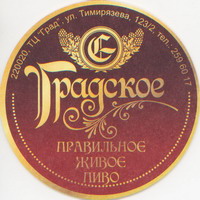 220020, ТЦ "Град", ул. Тимирязева, 123/2, тел. 259 60 17
С
Градское
ПРАВИЛЬНОЕ
ЖИВОЕ
ПИВО